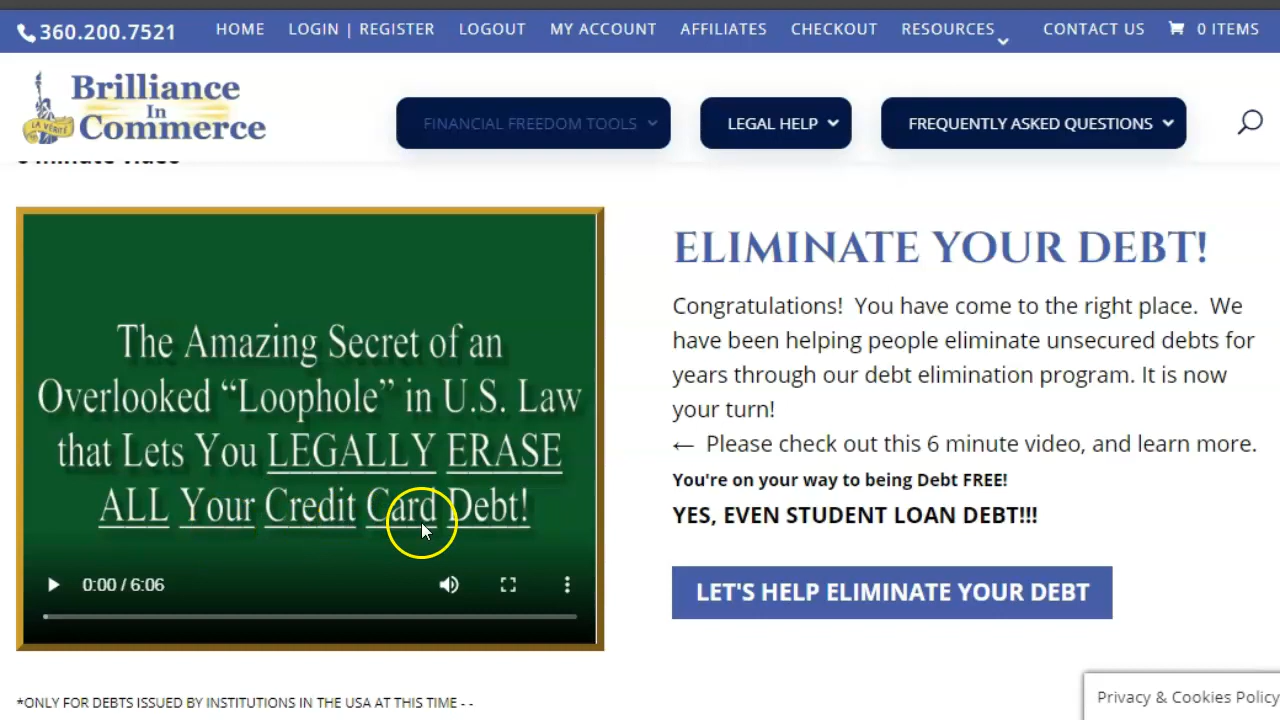 360.200.7521
HOME
LOGIN | REGISTER
LOGOUT
MY ACCOUNT
AFFILIATES
CHECKOUT
RESOURCES
CONTACT US
0 ITEMS
LA VÉRITÉ
Brilliance
In
Commerce
FINANCIAL FREEDOM TOOLS
LEGAL HELP
FREQUENTLY ASKED QUESTIONS
The Amazing Secret of an
Overlooked “Loophole” in U.S. Law
that Lets You LEGALLY ERASE
ALL Your Credit Card Debt!
0:00 / 6:06
ELIMINATE YOUR DEBT!
Congratulations! You have come to the right place. We
have been helping people eliminate unsecured debts for
years through our debt elimination program. It is now
your turn!
← Please check out this 6 minute video, and learn more.
You're on your way to being Debt FREE!
YES, EVEN STUDENT LOAN DEBT!!!
LET'S HELP ELIMINATE YOUR DEBT
*ONLY FOR DEBTS ISSUED BY INSTITUTIONS IN THE USA AT THIS TIME - -
Privacy & Cookies Policy